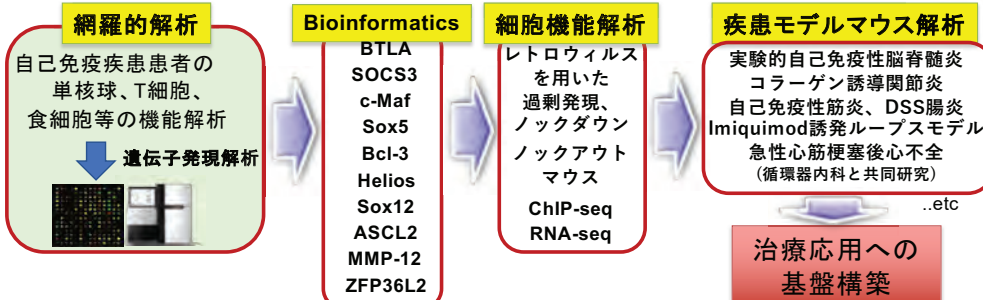 網羅的解析
自己免疫疾患患者の
単核球、T細胞、
食細胞等の機能解析
遺伝子発現解析
Bioinformatics
BTLA
SOCS3
c-Maf
Sox5
Bcl-3
Helios
Sox12
ASCL2
MMP-12
ZFP36L2
細胞機能解析
レトロウィルス
を用いた
過剰発現、
ノックダウン
ノックアウト
マウス
ChIP-seq
RNA-seq
疾患モデルマウス解析
実験的自己免疫性脳脊髄炎
コラーゲン誘導関節炎
自己免疫性筋炎、DSS腸炎
Imiquimod誘発ループスモデル
急性心筋梗塞後心不全
(循環器内科と共同研究)
..etc
治療応用への
基盤構築